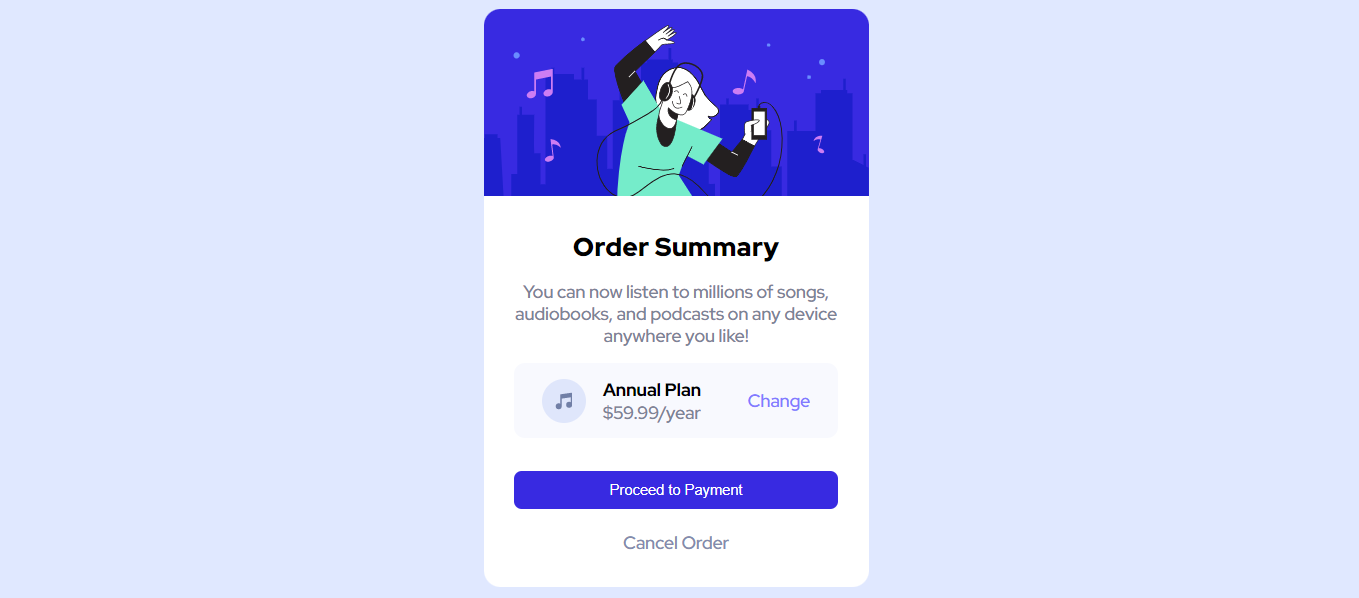 Order Summary
You can now listen to millions of songs,
audiobooks, and podcasts on any device
anywhere you like!
Annual Plan
$59.99/year
Change
Proceed to Payment
Cancel Order